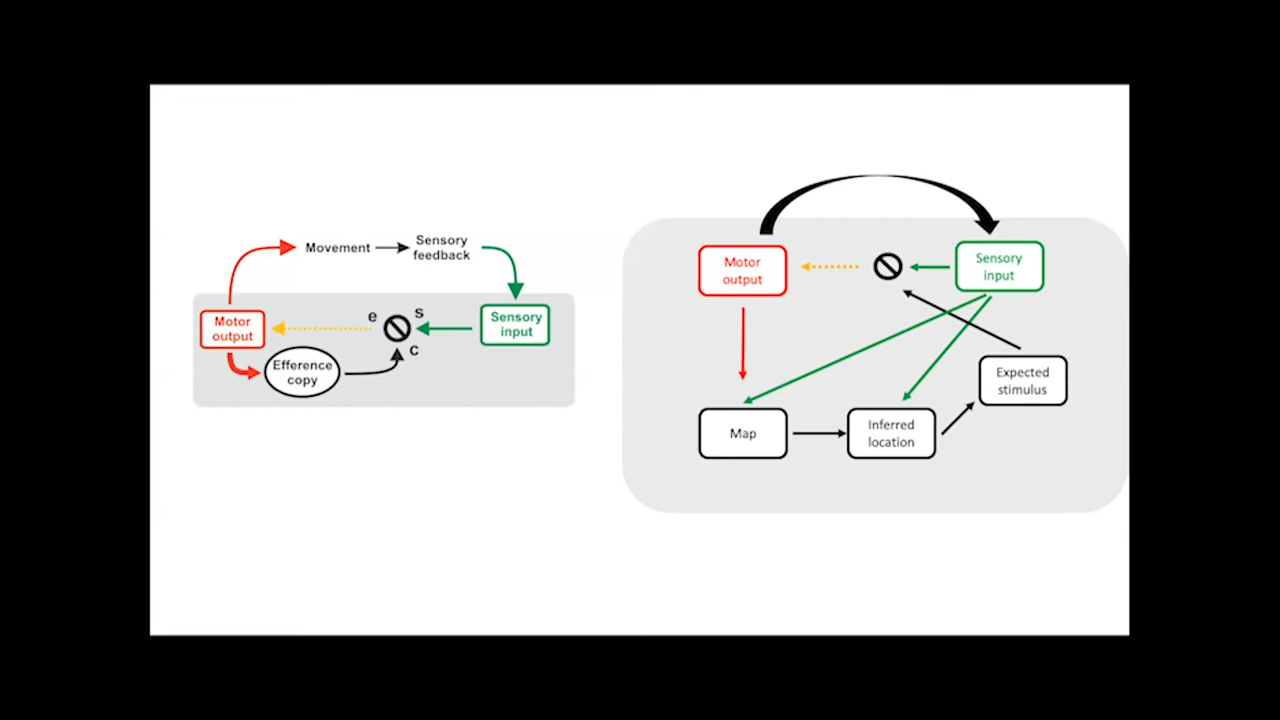 Movement
Sensory
feedback
Motor
output
e
s
c
Sensory
input
Efference
copy
Motor
output
Sensory
input
Expected
stimulus
Map
Inferred
location